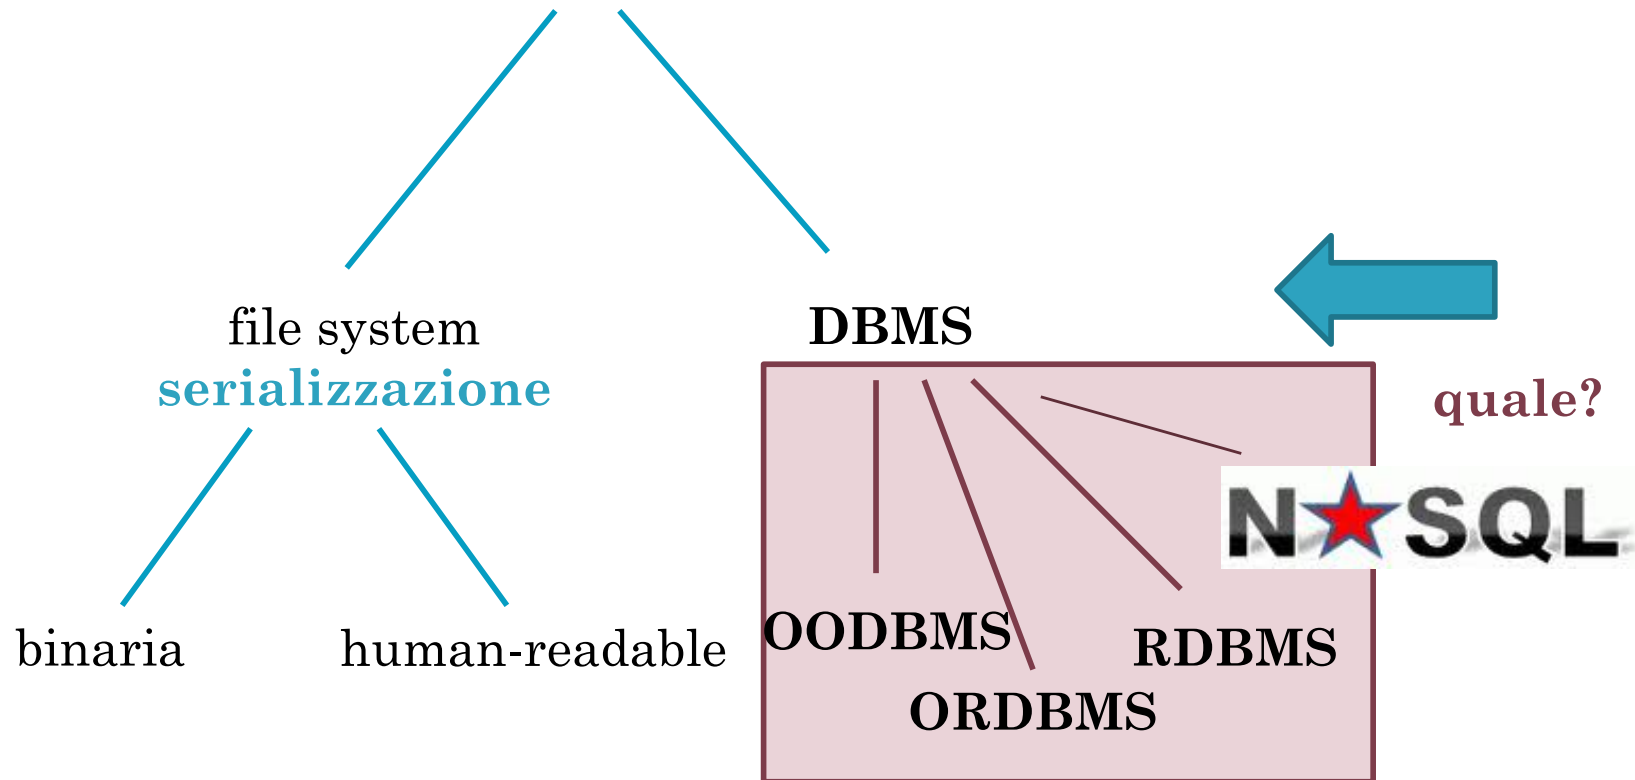 file system
serializzazione
DBMS
quale?
NOSQL
binaria
human-readable
OODBMS
RDBMS
ORDBMS